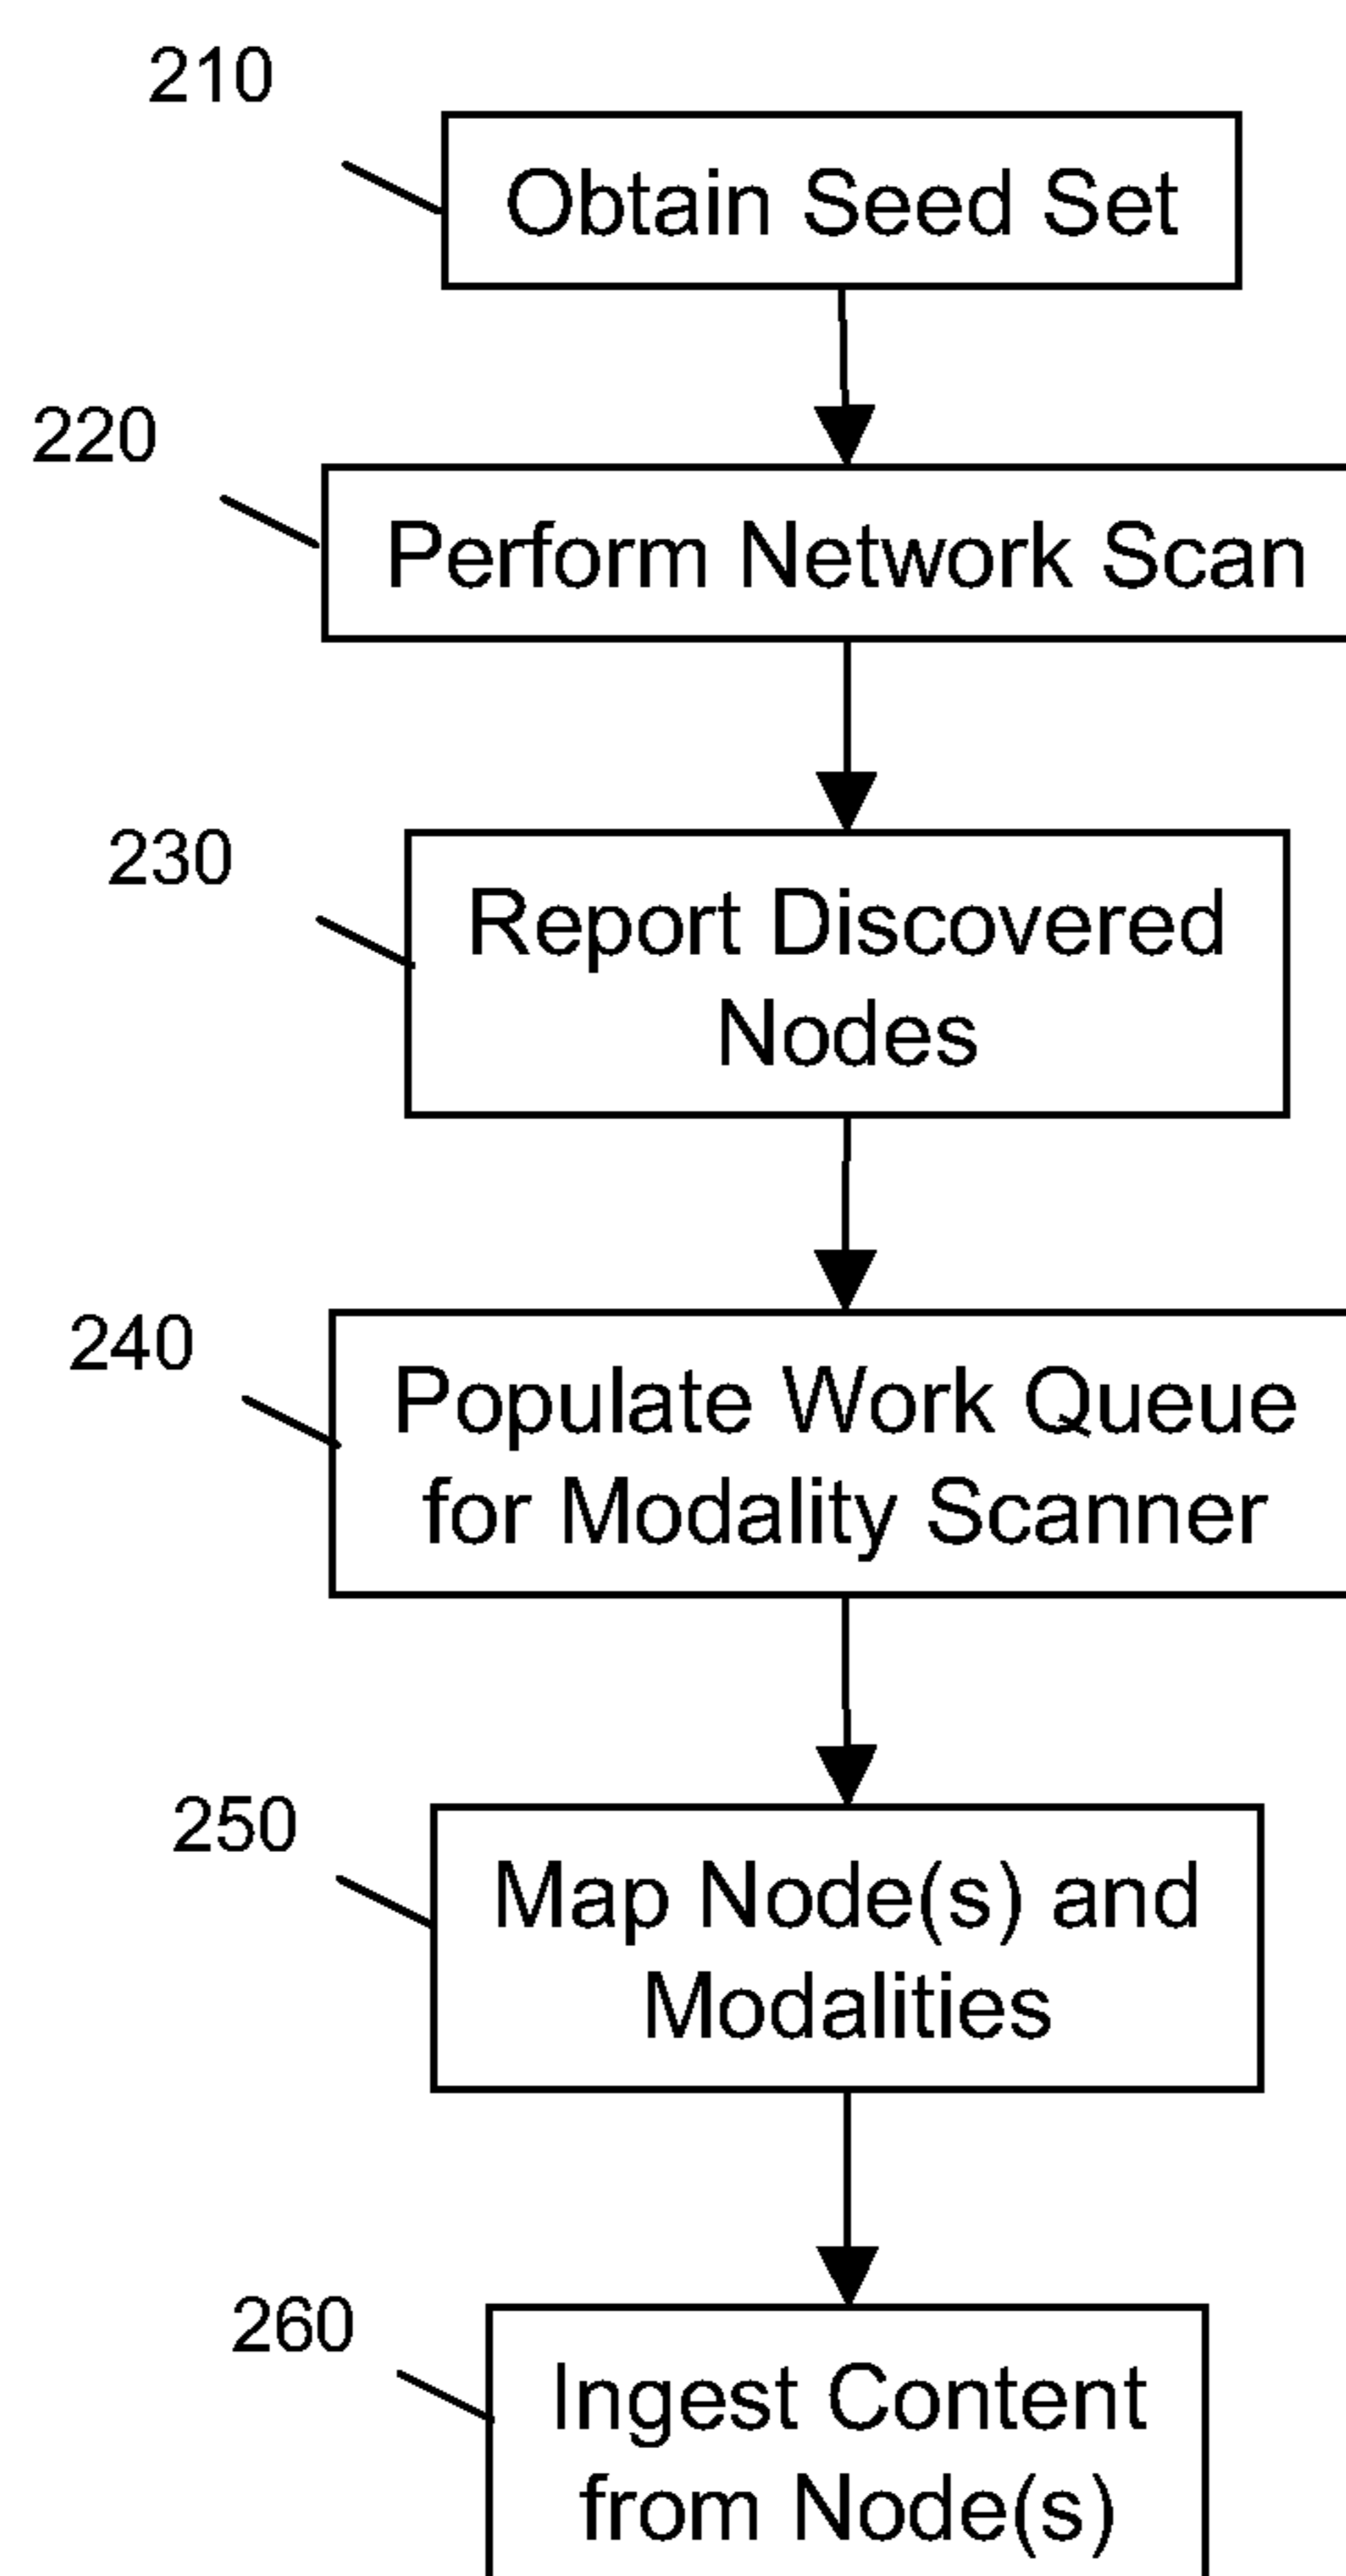 210
Obtain Seed Set
220
Perform Network Scan
230
Report Discovered
Nodes
240
Populate Work Queue
for Modality Scanner
250
Map Node(s) and
Modalities
260
Ingest Content
from Node(s)